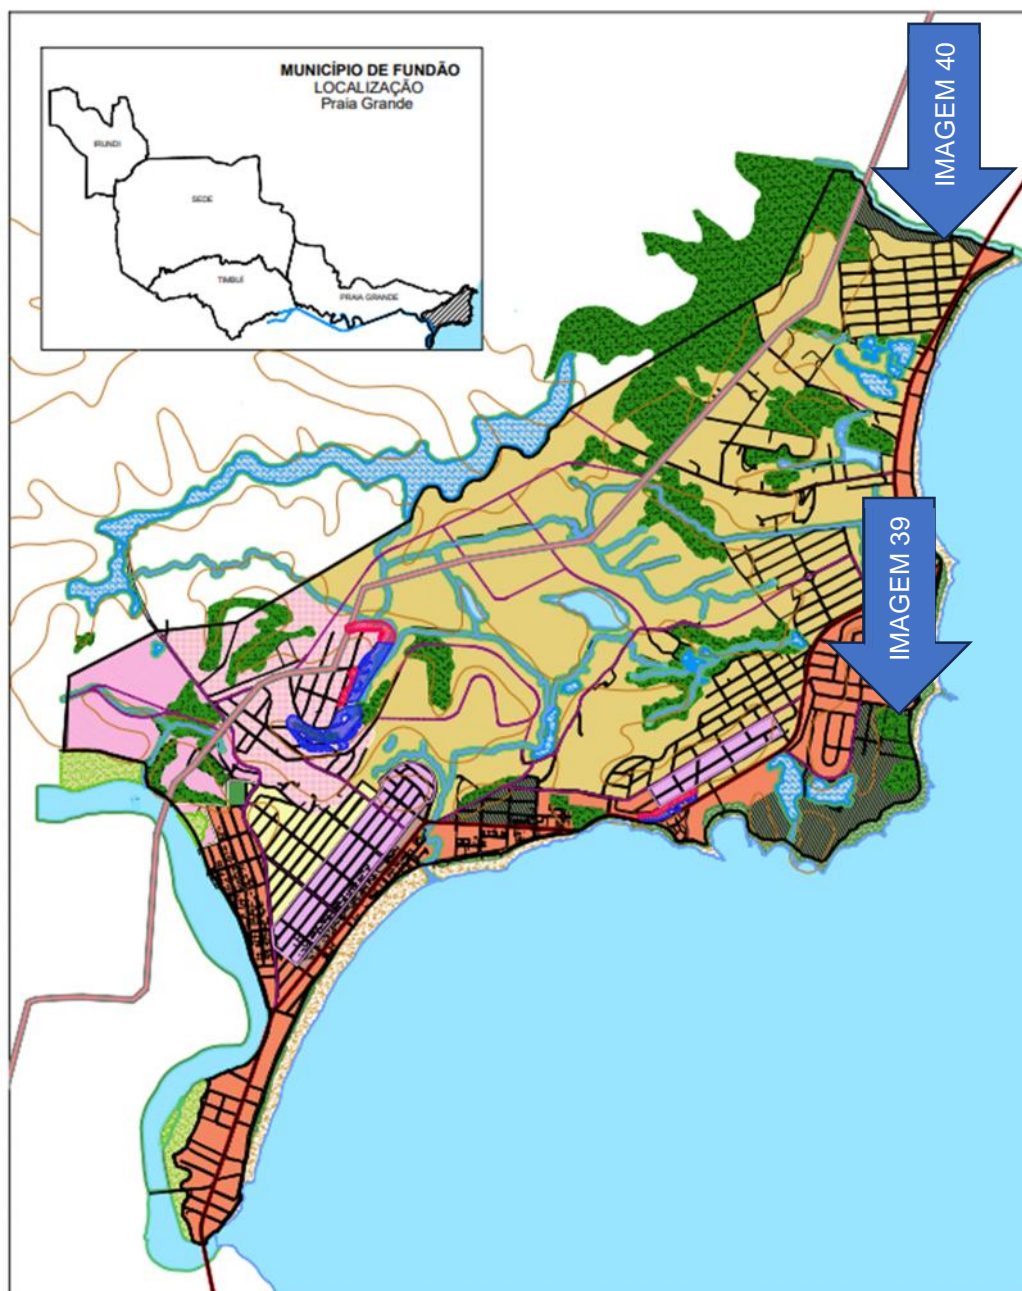 MUNICÍPIO DE FUNDÃO
LOCALIZAÇÃO
Praia Grande
IRUNDI
SEDE
TIMBUÍ
PRAIA GRANDE
IMAGEM 40
IMAGEM 39